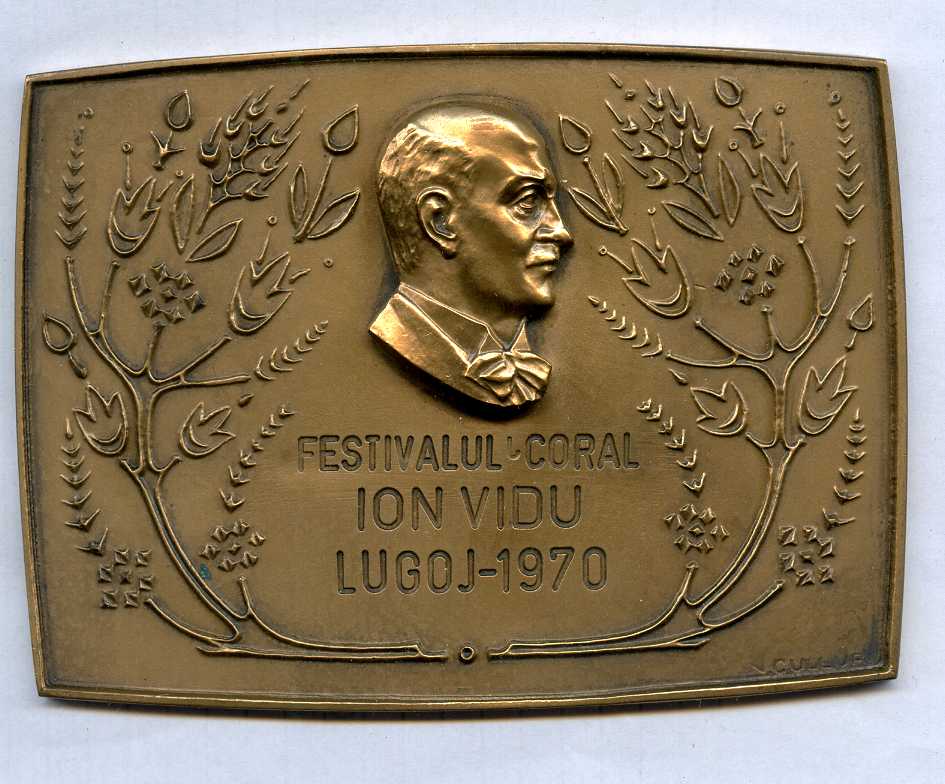 FESTIVALUL CORAL
ION VIDU
LUGOJ-1970